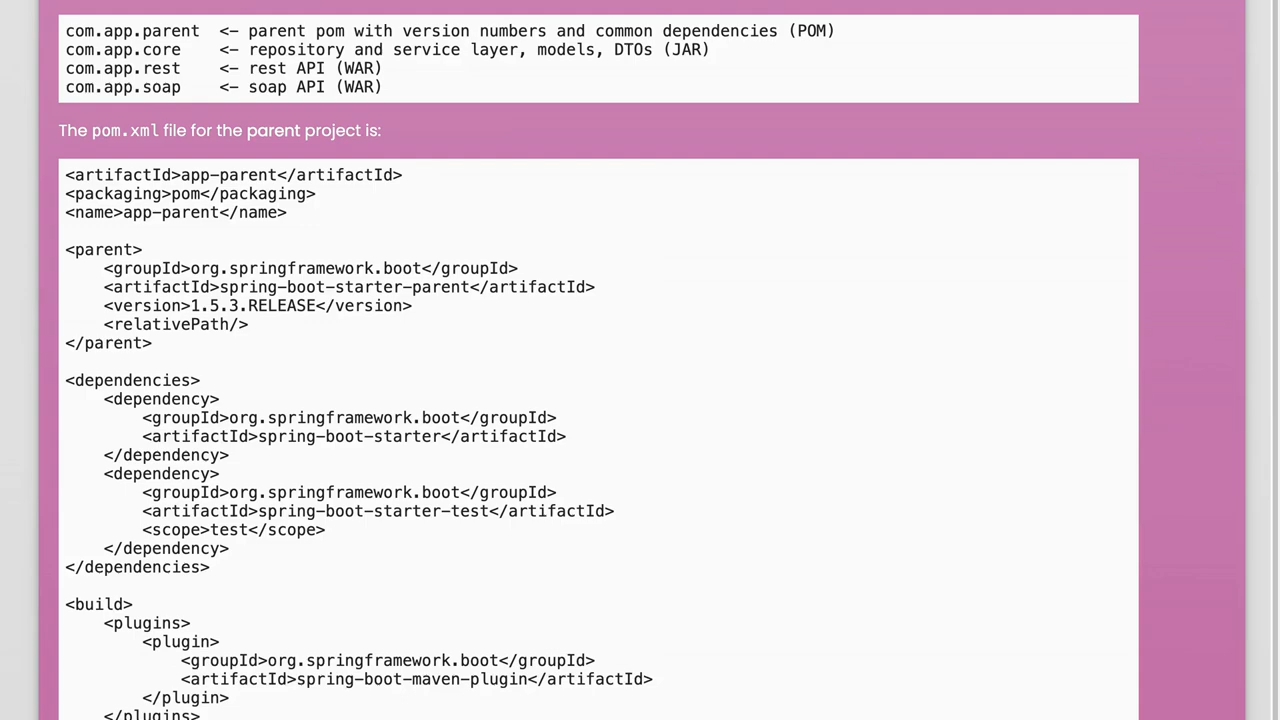 com.app.parent  <- parent pom with version numbers and common dependencies (POM)
com.app.core    <- repository and service layer, models, DTOs (JAR)
com.app.rest    <- rest API (WAR)
com.app.soap    <- soap API (WAR)
The pom.xml file for the parent project is:
<artifactId>app-parent</artifactId>
<packaging>pom</packaging>
<name>app-parent</name>
<parent>
    <groupId>org.springframework.boot</groupId>
    <artifactId>spring-boot-starter-parent</artifactId>
    <version>1.5.3.RELEASE</version>
    <relativePath/>
</parent>
<dependencies>
    <dependency>
        <groupId>org.springframework.boot</groupId>
        <artifactId>spring-boot-starter</artifactId>
    </dependency>
    <dependency>
        <groupId>org.springframework.boot</groupId>
        <artifactId>spring-boot-starter-test</artifactId>
        <scope>test</scope>
    </dependency>
</dependencies>
<build>
    <plugins>
        <plugin>
            <groupId>org.springframework.boot</groupId>
            <artifactId>spring-boot-maven-plugin</artifactId>
        </plugin>
    </plugins>